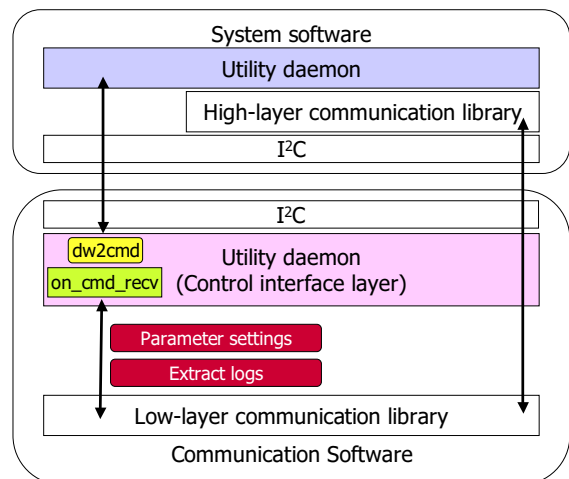 System software
Utility daemon
High-layer communication library
I²C
I²C
dw2cmd
on_cmd_recv
Utility daemon
(Control interface layer)
Parameter settings
Extract logs
Low-layer communication library
Communication Software